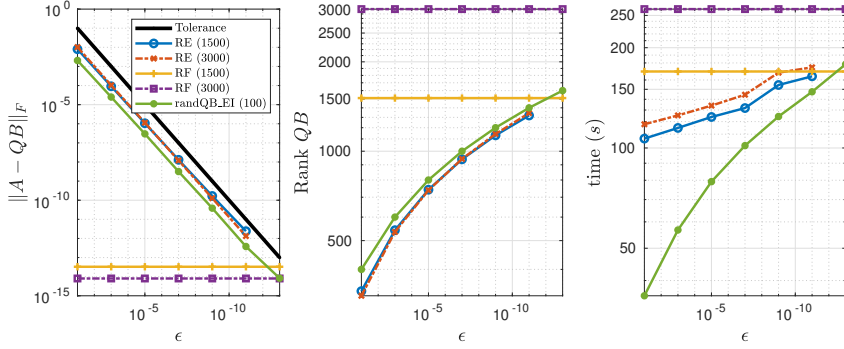 10^0
10^-5
10^-10
10^-15
‖A − QB‖_F
Tolerance
RE (1500)
RE (3000)
RF (1500)
RF (3000)
randQB_EI (100)
10^-5
10^-10
ϵ
3000
2500
2000
1500
1000
500
Rank QB
10^-5
10^-10
ϵ
250
200
150
100
50
time (s)
10^-5
10^-10
ϵ